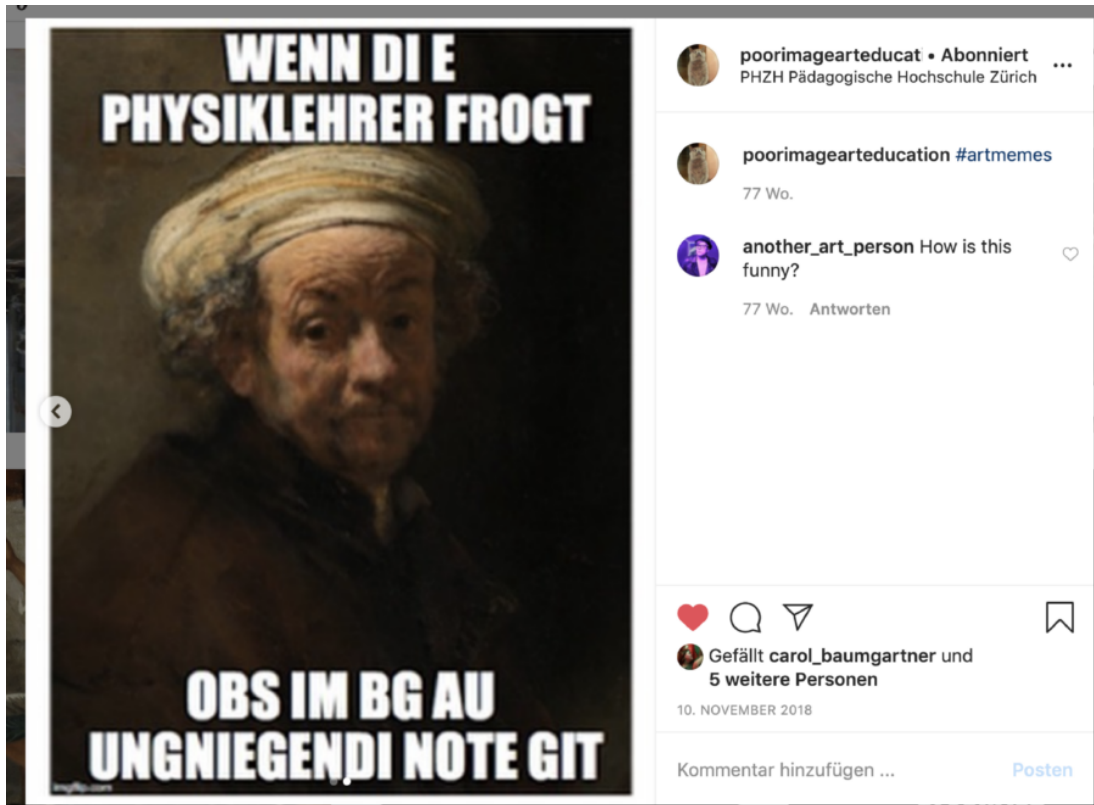 WENN DI E
PHYSIKLEHRER FROGT
OBS IM BG AU
UNGNIEGENDI NOTE GIT
imgflip.com
poorimagearteducati • Abonniert
PHZH Pädagogische Hochschule Zürich
poorimagearteducation #artmemes
77 Wo.
another_art_person How is this
funny?
77 Wo. Antworten
Gefällt carol_baumgartner und
5 weitere Personen
10. NOVEMBER 2018
Kommentar hinzufügen ... Posten